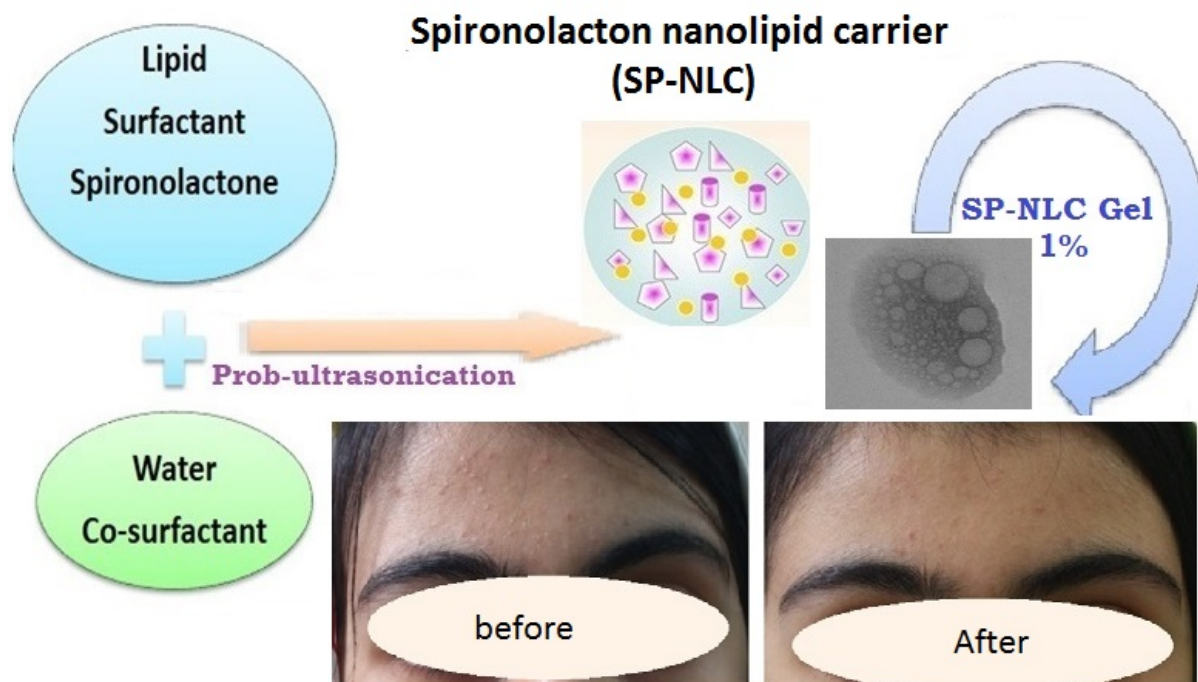 Spironolacton nanolipid carrier
(SP-NLC)
Lipid
Surfactant
Spironolactone
SP-NLC Gel
1%
Prob-ultrasonication
Water
Co-surfactant
before
After